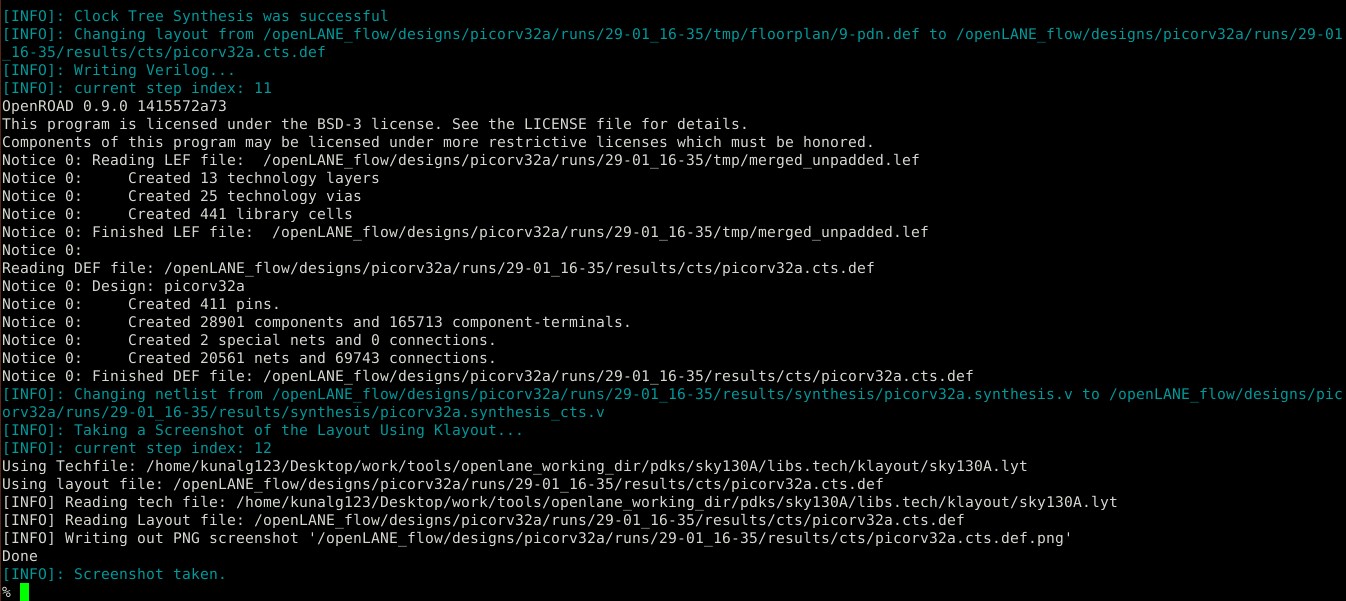 [INFO]: Clock Tree Synthesis was successful
[INFO]: Changing layout from /openLANE_flow/designs/picorv32a/runs/29-01_16-35/tmp/floorplan/9-pdn.def to /openLANE_flow/designs/picorv32a/runs/29-01
_16-35/results/cts/picorv32a.cts.def
[INFO]: Writing Verilog...
[INFO]: current step index: 11
OpenROAD 0.9.0 1415572a73
This program is licensed under the BSD-3 license. See the LICENSE file for details.
Components of this program may be licensed under more restrictive licenses which must be honored.
Notice 0: Reading LEF file:  /openLANE_flow/designs/picorv32a/runs/29-01_16-35/tmp/merged_unpadded.lef
Notice 0:     Created 13 technology layers
Notice 0:     Created 25 technology vias
Notice 0:     Created 441 library cells
Notice 0: Finished LEF file:  /openLANE_flow/designs/picorv32a/runs/29-01_16-35/tmp/merged_unpadded.lef
Notice 0:
Reading DEF file: /openLANE_flow/designs/picorv32a/runs/29-01_16-35/results/cts/picorv32a.cts.def
Notice 0: Design: picorv32a
Notice 0:     Created 411 pins.
Notice 0:     Created 28901 components and 165713 component-terminals.
Notice 0:     Created 2 special nets and 0 connections.
Notice 0:     Created 20561 nets and 69743 connections.
Notice 0: Finished DEF file: /openLANE_flow/designs/picorv32a/runs/29-01_16-35/results/cts/picorv32a.cts.def
[INFO]: Changing netlist from /openLANE_flow/designs/picorv32a/runs/29-01_16-35/results/synthesis/picorv32a.synthesis.v to /openLANE_flow/designs/pic
orv32a/runs/29-01_16-35/results/synthesis/picorv32a.synthesis_cts.v
[INFO]: Taking a Screenshot of the Layout Using Klayout...
[INFO]: current step index: 12
Using Techfile: /home/kunalg123/Desktop/work/tools/openlane_working_dir/pdks/sky130A/libs.tech/klayout/sky130A.lyt
Using layout file: /openLANE_flow/designs/picorv32a/runs/29-01_16-35/results/cts/picorv32a.cts.def
[INFO] Reading tech file: /home/kunalg123/Desktop/work/tools/openlane_working_dir/pdks/sky130A/libs.tech/klayout/sky130A.lyt
[INFO] Reading Layout file: /openLANE_flow/designs/picorv32a/runs/29-01_16-35/results/cts/picorv32a.cts.def
[INFO] Writing out PNG screenshot '/openLANE_flow/designs/picorv32a/runs/29-01_16-35/results/cts/picorv32a.cts.def.png'
Done
[INFO]: Screenshot taken.
%